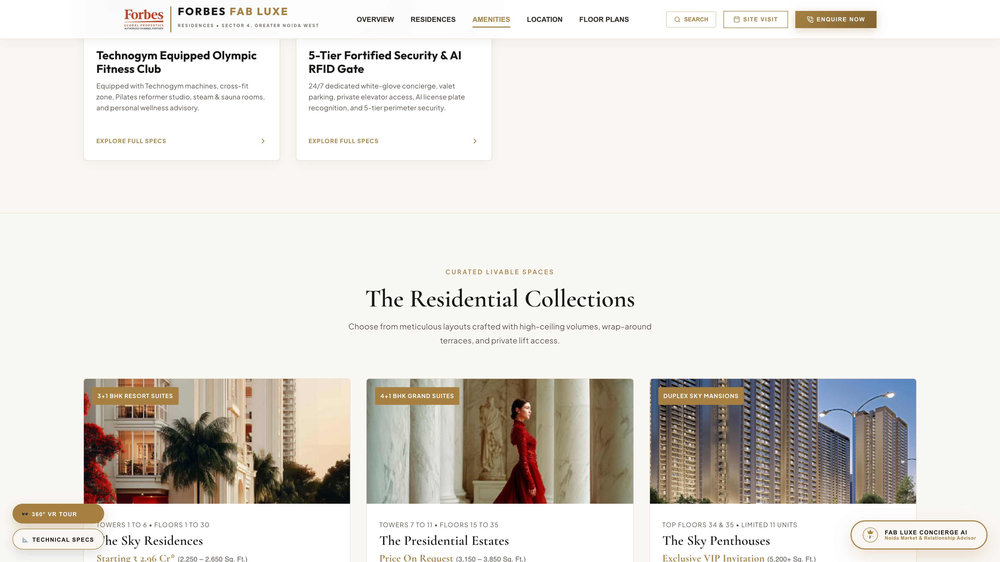 Forbes
GLOBAL PROPERTIES
AUTHORIZED CHANNEL PARTNER
FORBES FAB LUXE
RESIDENCES • SECTOR 4, GREATER NOIDA WEST
OVERVIEW
RESIDENCES
AMENITIES
LOCATION
FLOOR PLANS
SEARCH
SITE VISIT
ENQUIRE NOW
Technogym Equipped Olympic
Fitness Club
Equipped with Technogym machines, cross-fit
zone, Pilates reformer studio, steam & sauna rooms,
and personal wellness advisory.
EXPLORE FULL SPECS
5-Tier Fortified Security & AI
RFID Gate
24/7 dedicated white-glove concierge, valet
parking, private elevator access, AI license plate
recognition, and 5-tier perimeter security.
EXPLORE FULL SPECS
CURATED LIVABLE SPACES
The Residential Collections
Choose from meticulous layouts crafted with high-ceiling volumes, wrap-around
terraces, and private lift access.
3+1 BHK RESORT SUITES
TOWERS 1 TO 6 • FLOORS 1 TO 30
The Sky Residences
Starting ₹ 2.96 Cr* (2,250 – 2,650 Sq. Ft.)
4+1 BHK GRAND SUITES
TOWERS 7 TO 11 • FLOORS 15 TO 35
The Presidential Estates
Price On Request (3,150 – 3,850 Sq. Ft.)
DUPLEX SKY MANSIONS
TOP FLOORS 34 & 35 • LIMITED 11 UNITS
The Sky Penthouses
Exclusive VIP Invitation (5,200+ Sq. Ft.)
360° VR TOUR
TECHNICAL SPECS
F
FAB LUXE CONCIERGE AI
Noida Market & Relationship Advisor